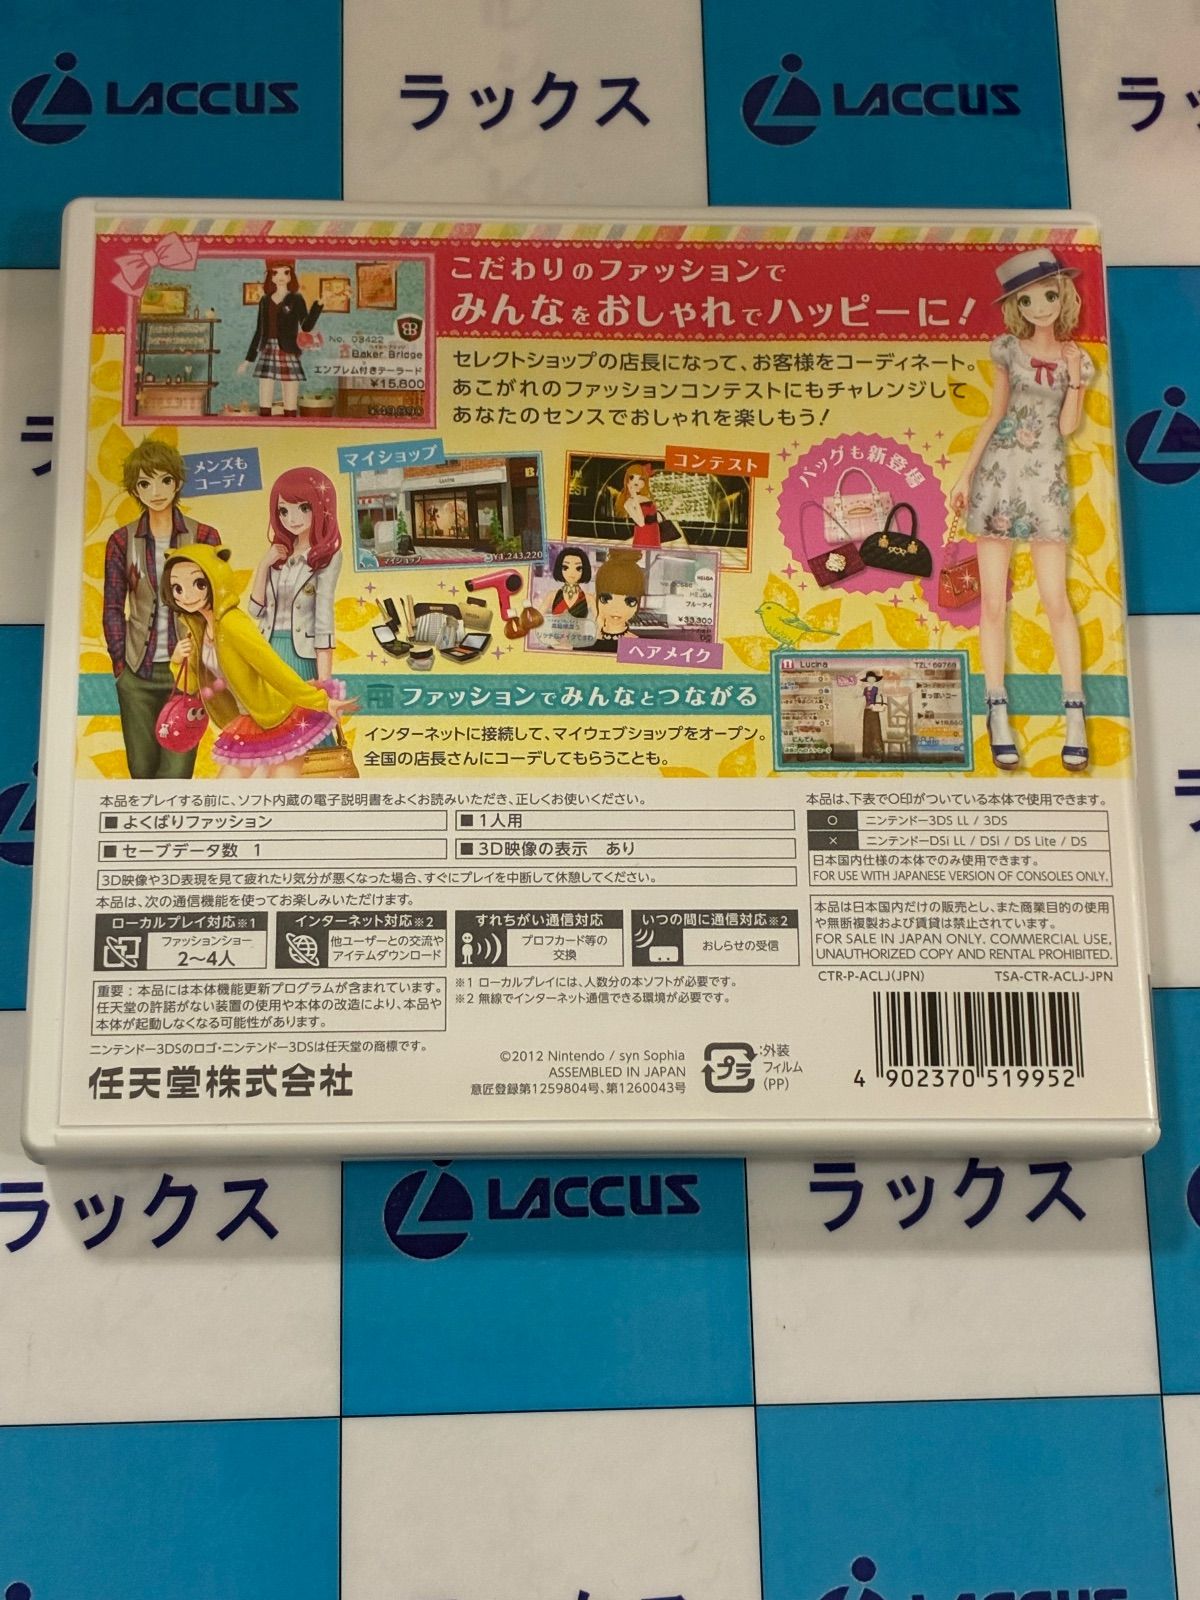 LACCUS
ラックス
LACCUS
こだわりのファッションで
みんなをおしゃれでハッピーに!
No. 03422
Baker Bridge
エンブレム付きテーラード
¥15,800
セレクトショップの店長になって、お客様をコーディネート。
あこがれのファッションコンテストにもチャレンジして
あなたのセンスでおしゃれを楽しもう!
メンズも
コーデ!
マイショップ
Lucina
マイショップ
¥1,243,220
コンテスト
バッグも新登場
HELGA
HELGA
ブルーアイ
¥33,300
ヘアメイク
ファッションでみんなとつながる
インターネットに接続して、マイウェブショップをオープン。
全国の店長さんにコーデしてもらうことも。
Lucina
本品をプレイする前に、ソフト内蔵の電子説明書をよくお読みいただき、正しくお使いください。
■ よくばりファッション
■ 1人用
■ セーブデータ数 1
■ 3D映像の表示 あり
3D映像や3D表現を見て疲れたり気分が悪くなった場合、すぐにプレイを中断して休憩してください。
本品は、次の通信機能を使ってお楽しみいただけます。
ローカルプレイ対応※1
ファッションショー
2〜4人
インターネット対応※2
他ユーザーとの交流や
アイテムダウンロード
すれちがい通信対応
プロフカード等の
交換
いつの間に通信対応※2
おしらせの受信
重要:本品には本体機能更新プログラムが含まれています。
任天堂の許諾がない装置の使用や本体の改造により、本品や
本体が起動しなくなる可能性があります。
※1 ローカルプレイには、人数分の本ソフトが必要です。
※2 無線でインターネット通信できる環境が必要です。
ニンテンドー3DSのロゴ・ニンテンドー3DSは任天堂の商標です。
任天堂株式会社
©2012 Nintendo / syn Sophia
ASSEMBLED IN JAPAN
意匠登録第1259804号、第1260043号
プラ
:外装
フィルム
(PP)
本品は、下表で○印がついている本体で使用できます。
○ ニンテンドー3DS LL / 3DS
× ニンテンドーDSi LL / DSi / DS Lite / DS
日本国内仕様の本体でのみ使用できます。
FOR USE WITH JAPANESE VERSION OF CONSOLES ONLY.
本品は日本国内だけの販売とし、また商業目的の使用
や無断複製および賃貸は禁止されています。
FOR SALE IN JAPAN ONLY. COMMERCIAL USE,
UNAUTHORIZED COPY AND RENTAL PROHIBITED.
CTR-P-ACLJ(JPN)
TSA-CTR-ACLJ-JPN
4 902370 519952
ラックス
LACCUS
ラックス
LACCUS